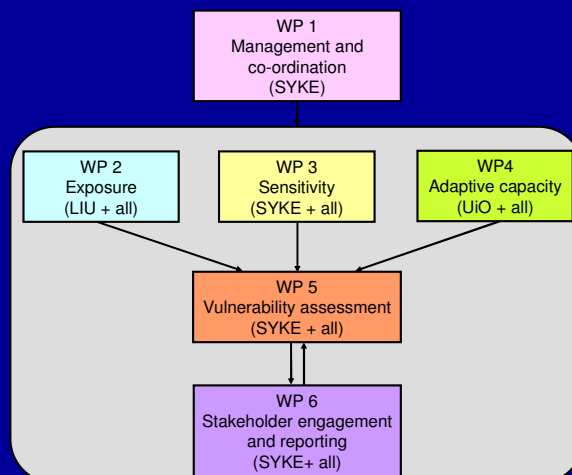 WP 1
Management and
co-ordination
(SYKE)
WP 2
Exposure
(LIU + all)
WP 3
Sensitivity
(SYKE + all)
WP4
Adaptive capacity
(UiO + all)
WP 5
Vulnerability assessment
(SYKE + all)
WP 6
Stakeholder engagement
and reporting
(SYKE+ all)